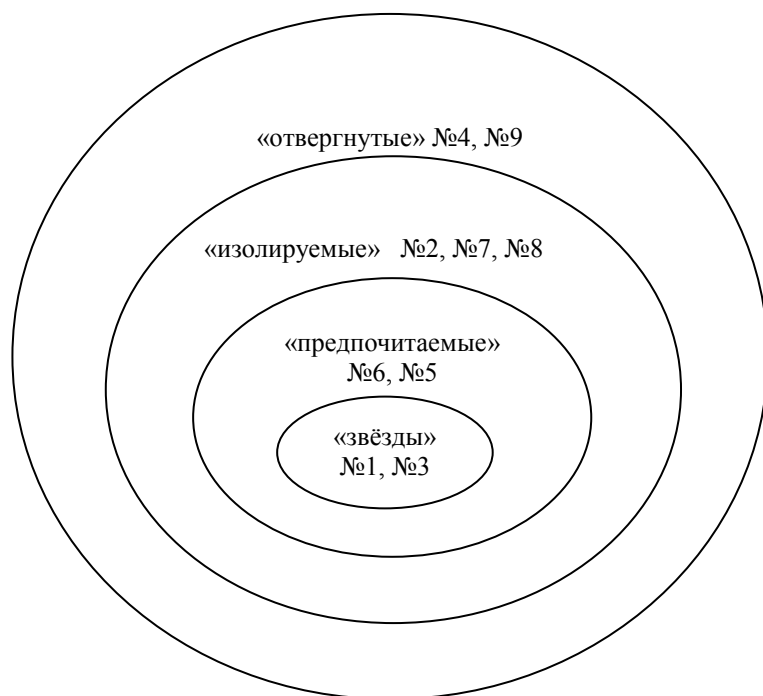 «отвергнутые» №4, №9
«изолируемые» №2, №7, №8
«предпочитаемые»
№6, №5
«звёзды»
№1, №3